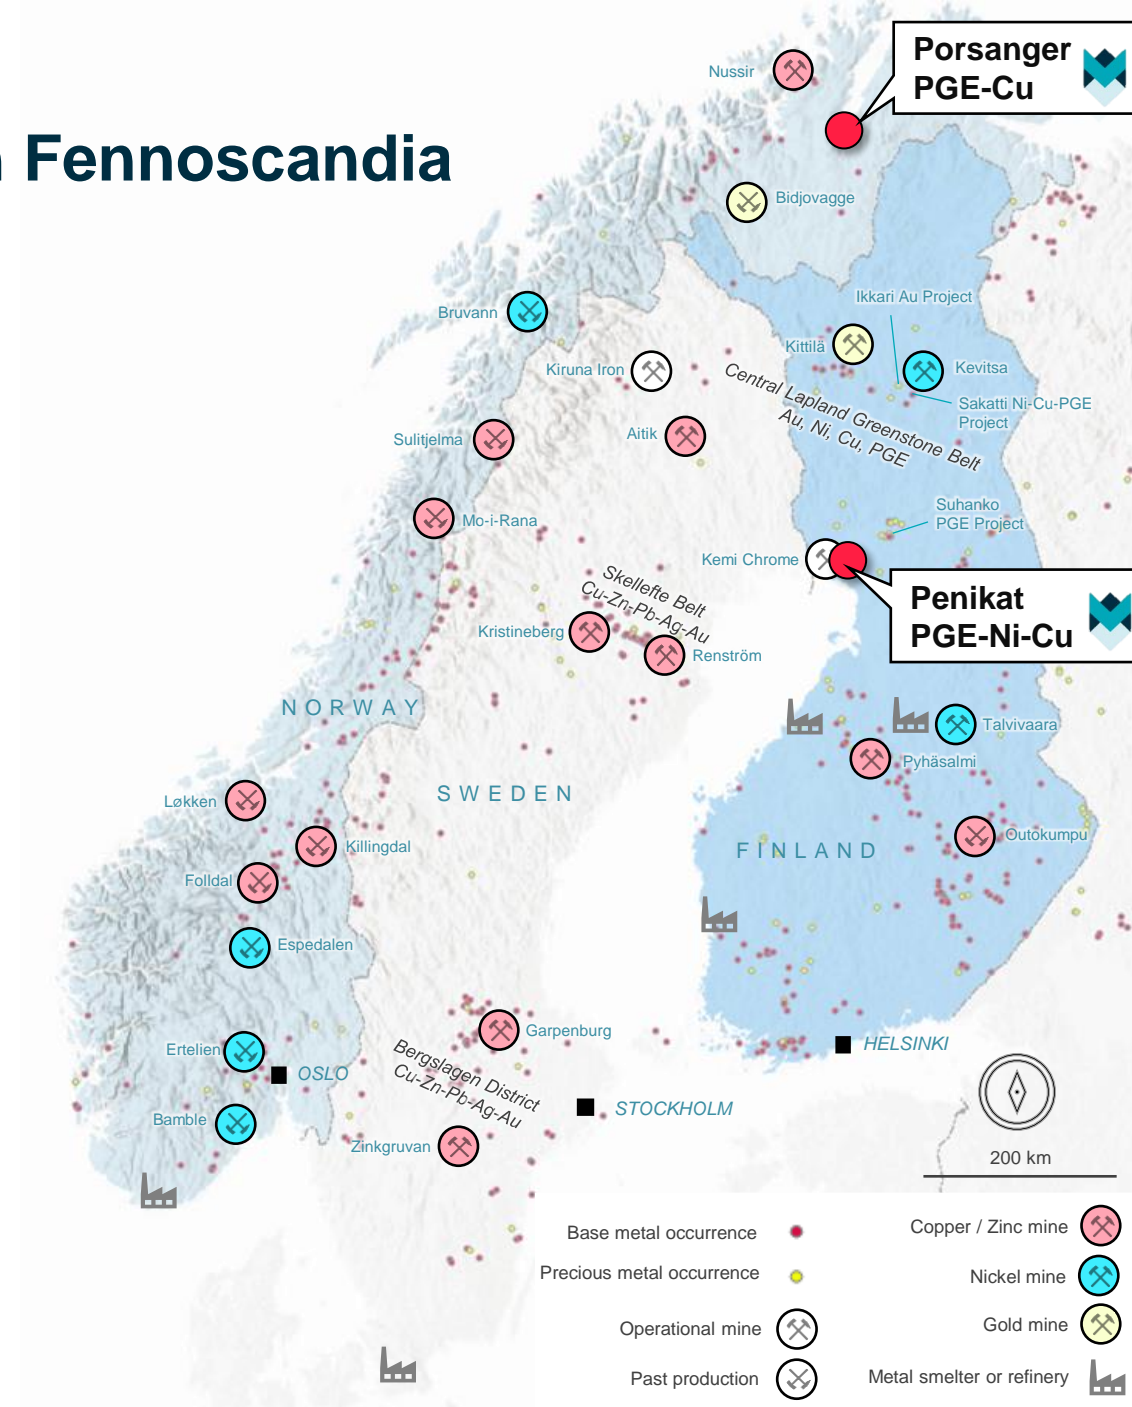 Porsanger
PGE-Cu
Nussir
Fennoscandia
Bidjovagge
Ikkari Au Project
Bruvann
Kittilä
Kiruna Iron
Kevitsa
Central Lapland Greenstone Belt
Au, Ni, Cu, PGE
Sakatti Ni-Cu-PGE
Project
Sulitjelma
Aitik
Suhanko
PGE Project
Mo-i-Rana
Kemi Chrome
Skellefte Belt
Cu-Zn-Pb-Ag-Au
Penikat
PGE-Ni-Cu
Kristineberg
Renström
NORWAY
Talvivaara
Pyhäsalmi
SWEDEN
Løkken
Killingdal
Outokumpu
FINLAND
Folldal
Espedalen
Garpenburg
Ertelien
HELSINKI
Bergslagen District
Cu-Zn-Pb-Ag-Au
OSLO
STOCKHOLM
Bamble
Zinkgruvan
200 km
Base metal occurrence
Copper / Zinc mine
Precious metal occurrence
Nickel mine
Operational mine
Gold mine
Past production
Metal smelter or refinery